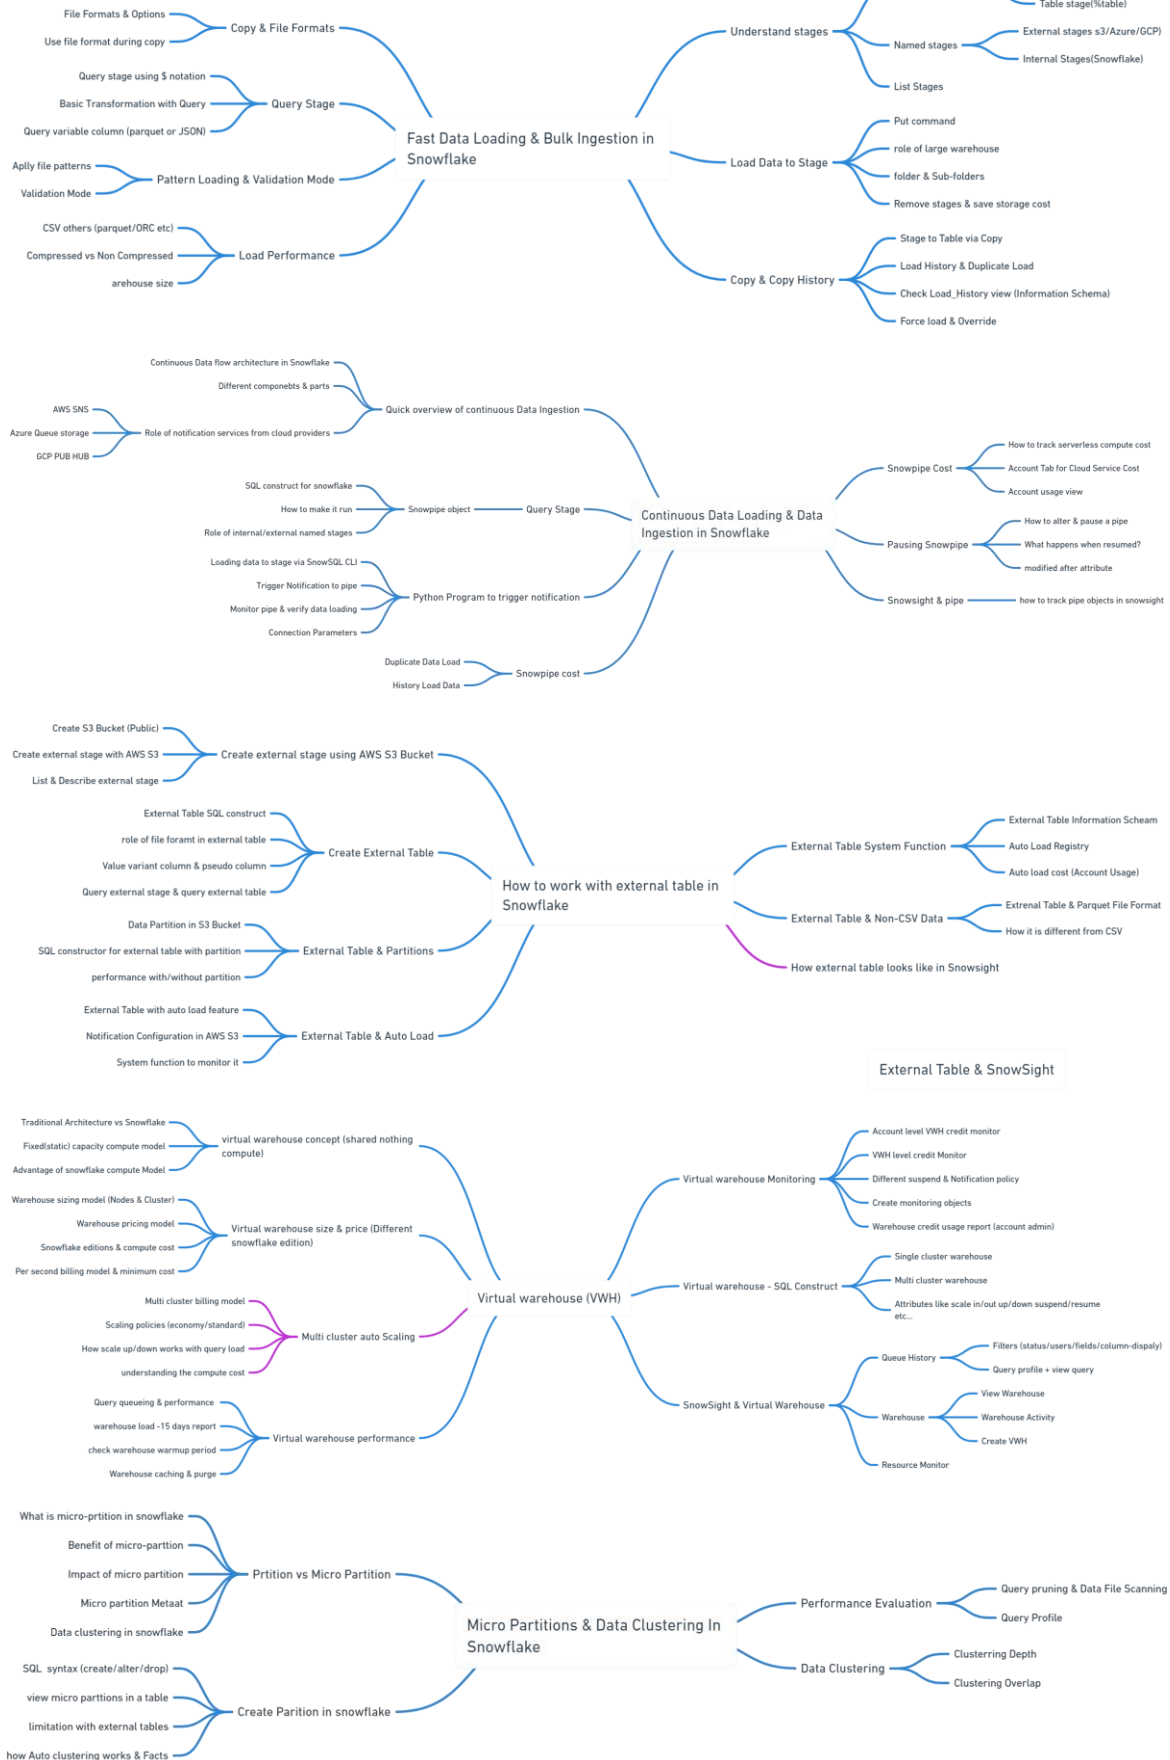 Table stage(%table)
File Formats & Options
Copy & File Formats
Use file format during copy
Understand stages
External stages s3/Azure/GCP)
Named stages
Internal Stages(Snowflake)
List Stages
Query stage using $ notation
Basic Transformation with Query
Query Stage
Query variable column (parquet or JSON)
Fast Data Loading & Bulk Ingestion in
Snowflake
Put command
role of large warehouse
Load Data to Stage
folder & Sub-folders
Remove stages & save storage cost
Aplly file patterns
Pattern Loading & Validation Mode
Validation Mode
CSV others (parquet/ORC etc)
Compressed vs Non Compressed
Load Performance
arehouse size
Stage to Table via Copy
Load History & Duplicate Load
Copy & Copy History
Check Load_History view (Information Schema)
Force load & Override
Continuous Data flow architecture in Snowflake
Different componebts & parts
Quick overview of continuous Data Ingestion
AWS SNS
Azure Queue storage
Role of notification services from cloud providers
GCP PUB HUB
SQL construct for snowflake
How to make it run
Snowpipe object
Query Stage
Role of internal/external named stages
Continuous Data Loading & Data
Ingestion in Snowflake
How to track serverless compute cost
Snowpipe Cost
Account Tab for Cloud Service Cost
Account usage view
How to alter & pause a pipe
Pausing Snowpipe
What happens when resumed?
modified after attribute
Snowsight & pipe
how to track pipe objects in snowsight
Loading data to stage via SnowSQL CLI
Trigger Notification to pipe
Python Program to trigger notification
Monitor pipe & verify data loading
Connection Parameters
Duplicate Data Load
Snowpipe cost
History Load Data
Create S3 Bucket (Public)
Create external stage with AWS S3
Create external stage using AWS S3 Bucket
List & Describe external stage
External Table SQL construct
role of file foramt in external table
Create External Table
Value variant column & pseudo column
Query external stage & query external table
How to work with external table in
Snowflake
External Table Information Scheam
External Table System Function
Auto Load Registry
Auto load cost (Account Usage)
Extrenal Table & Parquet File Format
External Table & Non-CSV Data
How it is different from CSV
How external table looks like in Snowsight
Data Partition in S3 Bucket
SQL constructor for external table with partition
External Table & Partitions
performance with/without partition
External Table with auto load feature
Notification Configuration in AWS S3
External Table & Auto Load
System function to monitor it
External Table & SnowSight
Traditional Architecture vs Snowflake
Fixed(static) capacity compute model
virtual warehouse concept (shared nothing
compute)
Advantage of snowflake compute Model
Warehouse sizing model (Nodes & Cluster)
Warehouse pricing model
Virtual warehouse size & price (Different
snowflake edition)
Snowflake editions & compute cost
Per second billing model & minimum cost
Multi cluster billing model
Scaling policies (economy/standard)
Multi cluster auto Scaling
How scale up/down works with query load
understanding the compute cost
Query queueing & performance
warehouse load -15 days report
Virtual warehouse performance
check warehouse warmup period
Warehouse caching & purge
Virtual warehouse (VWH)
Account level VWH credit monitor
VWH level credit Monitor
Virtual warehouse Monitoring
Different suspend & Notification policy
Create monitoring objects
Warehouse credit usage report (account admin)
Single cluster warehouse
Virtual warehouse - SQL Construct
Multi cluster warehouse
Attributes like scale in/out up/down suspend/resume
etc...
Queue History
Filters (status/users/fields/column-dispaly)
Query profile + view query
SnowSight & Virtual Warehouse
View Warehouse
Warehouse
Warehouse Activity
Create VWH
Resource Monitor
What is micro-prtition in snowflake
Benefit of micro-parttion
Impact of micro partition
Prtition vs Micro Partition
Micro partition Metaat
Data clustering in snowflake
Micro Partitions & Data Clustering In
Snowflake
Performance Evaluation
Query pruning & Data File Scanning
Query Profile
Data Clustering
Clusterring Depth
Clustering Overlap
SQL  syntax (create/alter/drop)
view micro parttions in a table
Create Parition in snowflake
limitation with external tables
how Auto clustering works & Facts